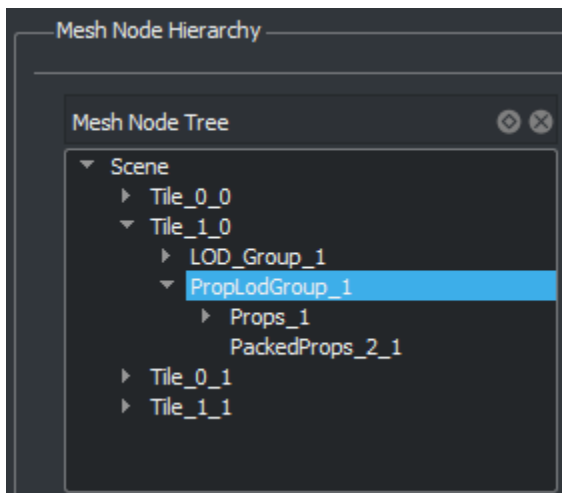 Mesh Node Hierarchy
Mesh Node Tree
Scene
Tile_0_0
Tile_1_0
LOD_Group_1
PropLodGroup_1
Props_1
PackedProps_2_1
Tile_0_1
Tile_1_1